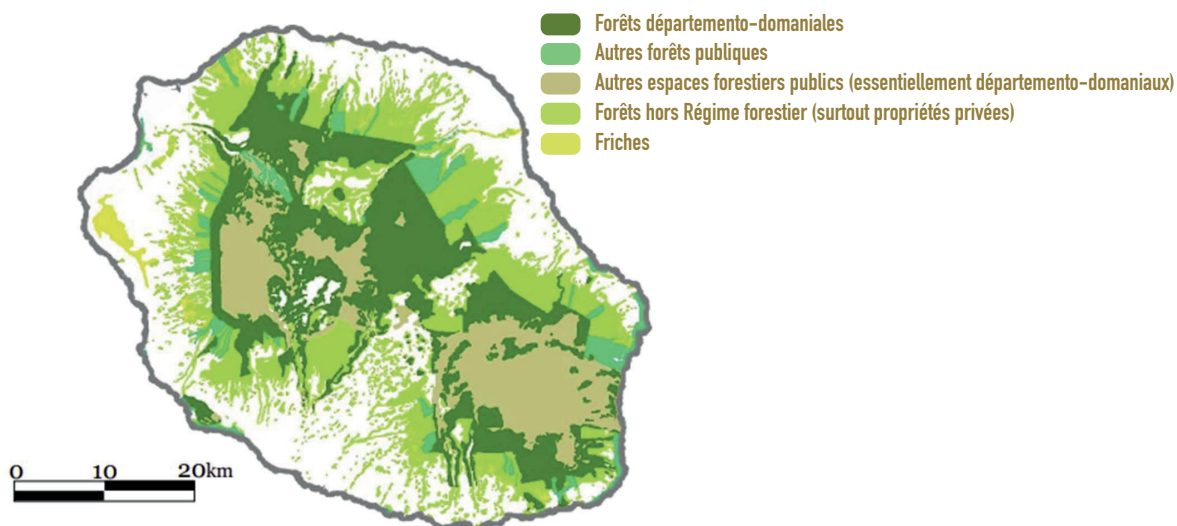 Forêts départemento-domaniales
Autres forêts publiques
Autres espaces forestiers publics (essentiellement départemento-domaniaux)
Forêts hors Régime forestier (surtout propriétés privées)
Friches
0 10 20km